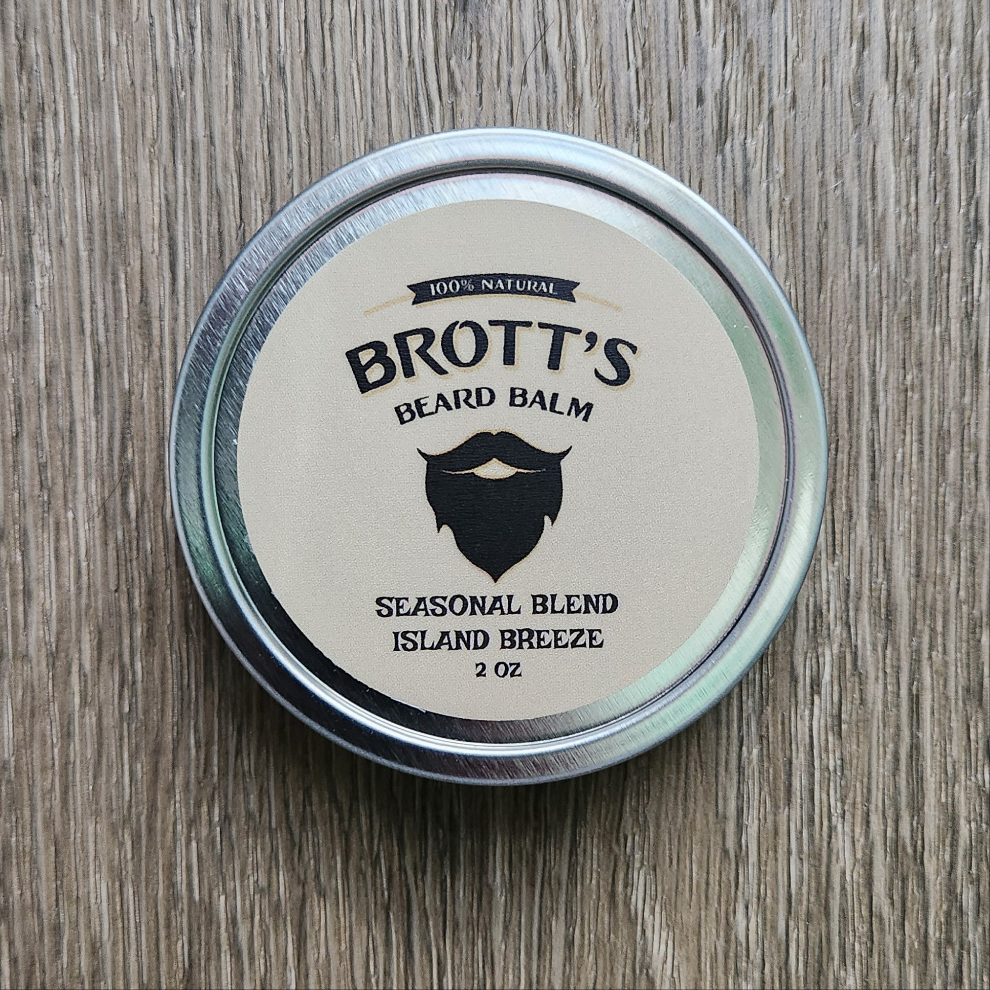 100% NATURAL
BROTT'S
BEARD BALM
SEASONAL BLEND
ISLAND BREEZE
2 OZ